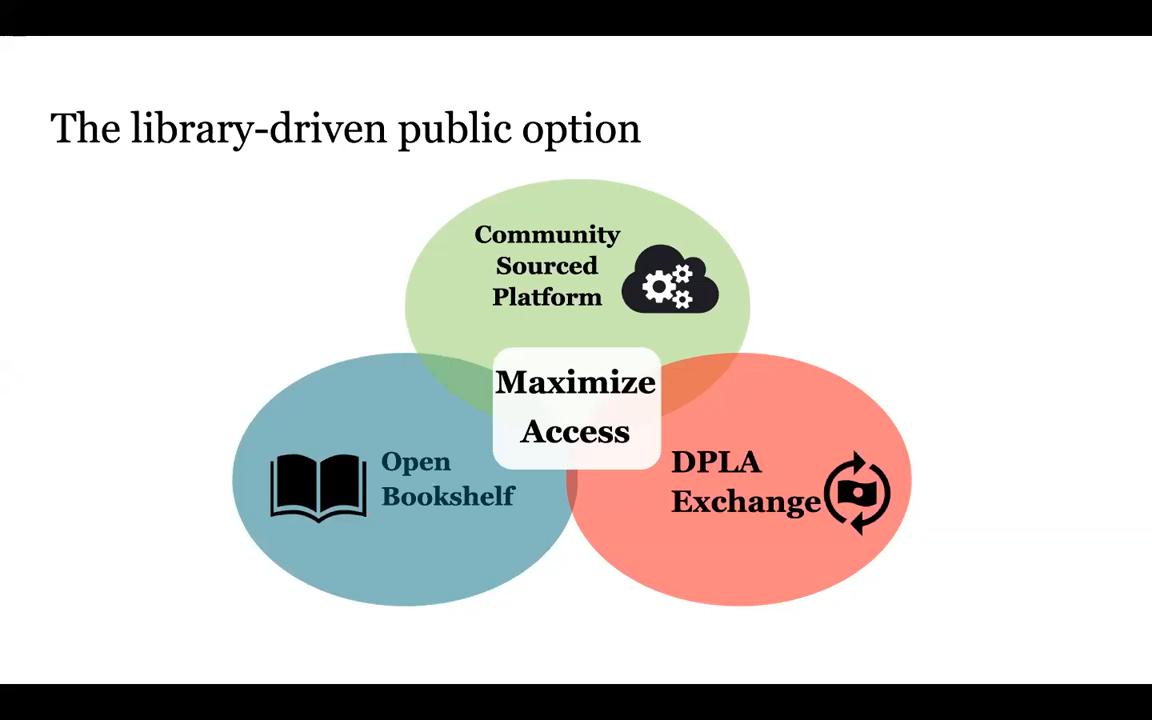 The library-driven public option
Community
Sourced
Platform
Maximize
Access
Open
Bookshelf
DPLA
Exchange